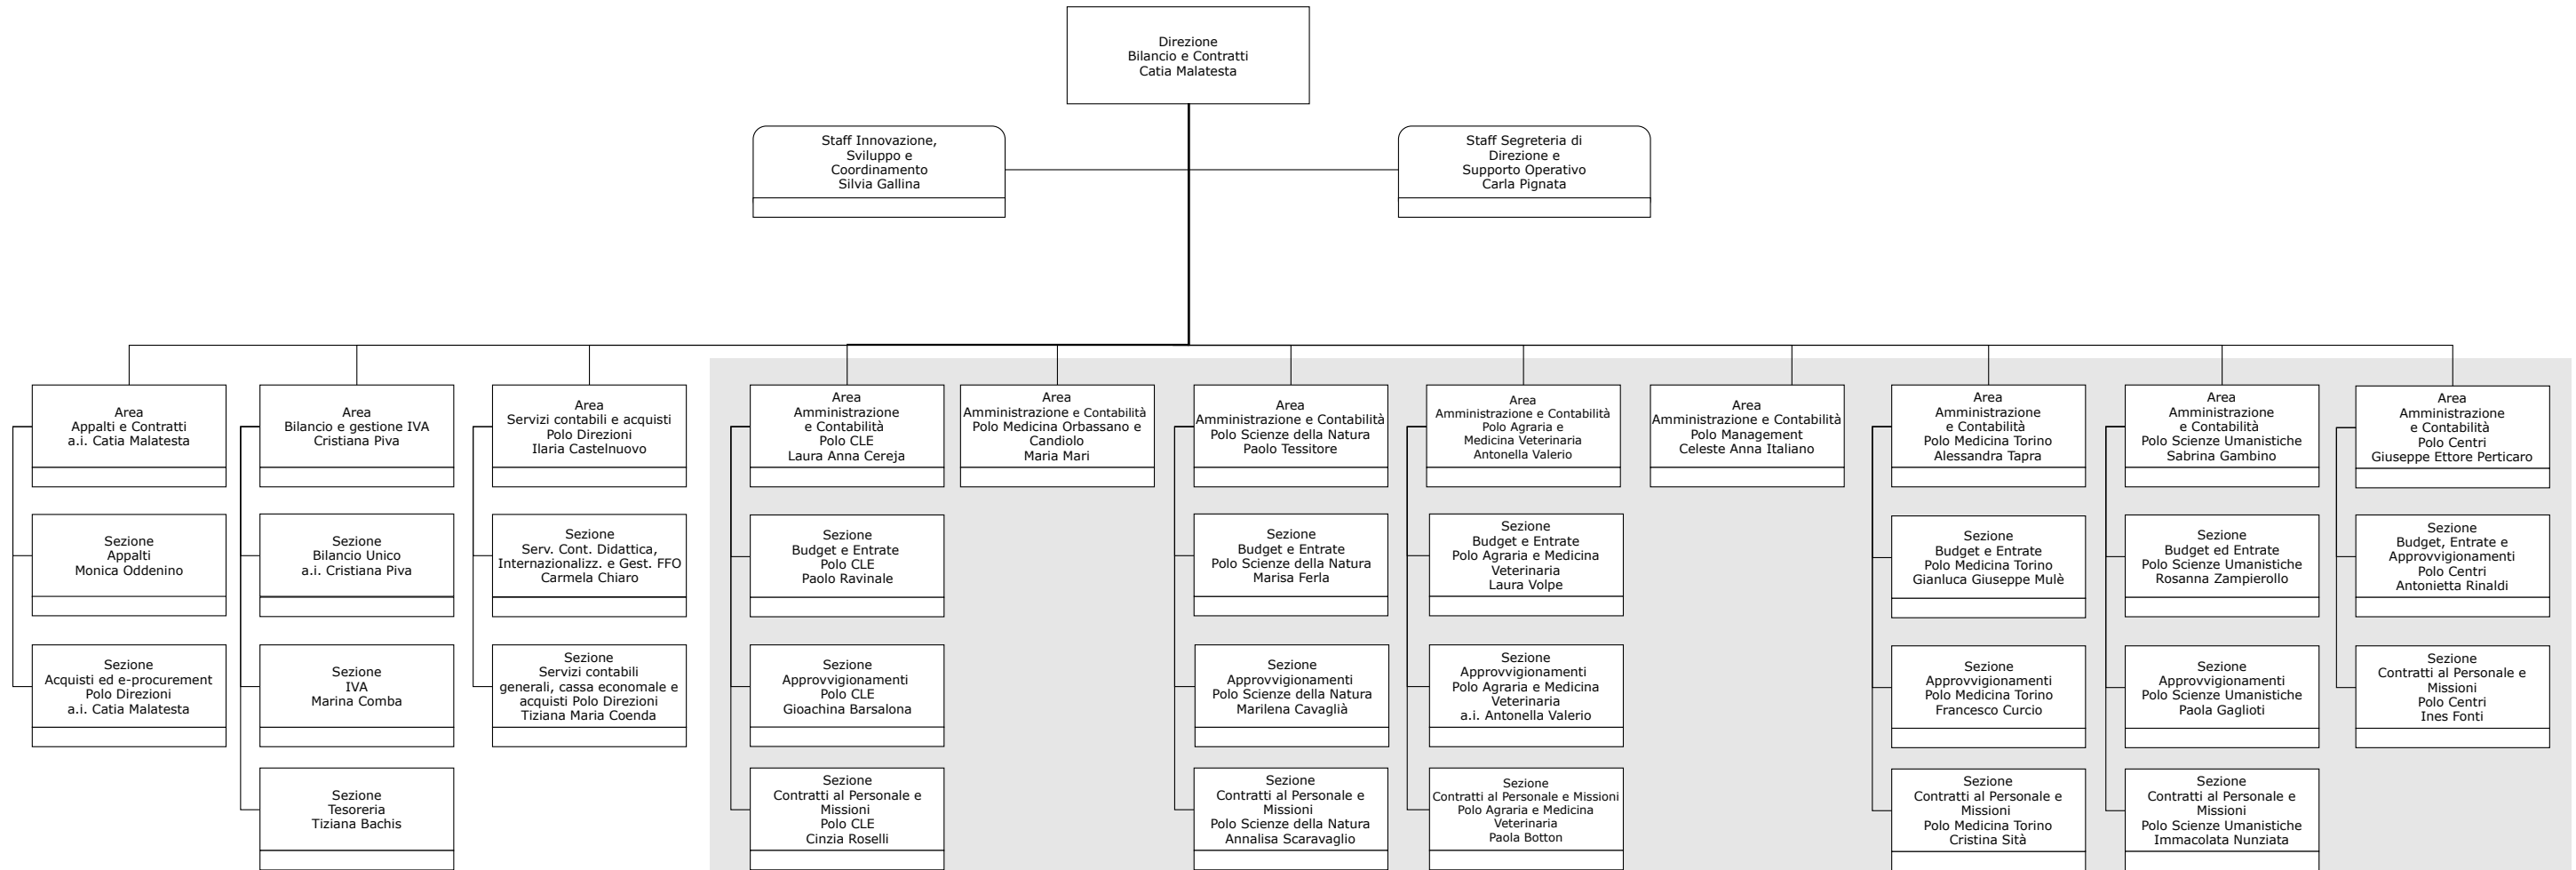 Direzione
Bilancio e Contratti
Catia Malatesta
Staff Innovazione,
Sviluppo e
Coordinamento
Silvia Gallina
Staff Segreteria di
Direzione e
Supporto Operativo
Carla Pignata
Area
Appalti e Contratti
a.i. Catia Malatesta
Area
Bilancio e gestione IVA
Cristiana Piva
Area
Servizi contabili e acquisti
Polo Direzioni
Ilaria Castelnuovo
Area
Amministrazione
e Contabilità
Polo CLE
Laura Anna Cereja
Area
Amministrazione e Contabilità
Polo Medicina Orbassano e
Candiolo
Maria Mari
Area
Amministrazione e Contabilità
Polo Scienze della Natura
Paolo Tessitore
Area
Amministrazione e Contabilità
Polo Agraria e
Medicina Veterinaria
Antonella Valerio
Area
Amministrazione e Contabilità
Polo Management
Celeste Anna Italiano
Area
Amministrazione
e Contabilità
Polo Medicina Torino
Alessandra Tapra
Area
Amministrazione
e Contabilità
Polo Scienze Umanistiche
Sabrina Gambino
Area
Amministrazione
e Contabilità
Polo Centri
Giuseppe Ettore Perticaro
Sezione
Appalti
Monica Oddenino
Sezione
Bilancio Unico
a.i. Cristiana Piva
Sezione
Serv. Cont. Didattica,
Internazionalizz. e Gest. FFO
Carmela Chiaro
Sezione
Budget e Entrate
Polo CLE
Paolo Ravinale
Sezione
Budget e Entrate
Polo Scienze della Natura
Marisa Ferla
Sezione
Budget e Entrate
Polo Agraria e Medicina
Veterinaria
Laura Volpe
Sezione
Budget e Entrate
Polo Medicina Torino
Gianluca Giuseppe Mulè
Sezione
Budget ed Entrate
Polo Scienze Umanistiche
Rosanna Zampierollo
Sezione
Budget, Entrate e
Approvvigionamenti
Polo Centri
Antonietta Rinaldi
Sezione
Acquisti ed e-procurement
Polo Direzioni
a.i. Catia Malatesta
Sezione
IVA
Marina Comba
Sezione
Servizi contabili
generali, cassa economale e
acquisti Polo Direzioni
Tiziana Maria Coenda
Sezione
Approvvigionamenti
Polo CLE
Gioachina Barsalona
Sezione
Approvvigionamenti
Polo Scienze della Natura
Marilena Cavaglià
Sezione
Approvvigionamenti
Polo Agraria e Medicina
Veterinaria
a.i. Antonella Valerio
Sezione
Approvvigionamenti
Polo Medicina Torino
Francesco Curcio
Sezione
Approvvigionamenti
Polo Scienze Umanistiche
Paola Gaglioti
Sezione
Contratti al Personale e
Missioni
Polo Centri
Ines Fonti
Sezione
Tesoreria
Tiziana Bachis
Sezione
Contratti al Personale e
Missioni
Polo CLE
Cinzia Roselli
Sezione
Contratti al Personale e
Missioni
Polo Scienze della Natura
Annalisa Scaravaglio
Sezione
Contratti al Personale e Missioni
Polo Agraria e Medicina
Veterinaria
Paola Botton
Sezione
Contratti al Personale e
Missioni
Polo Medicina Torino
Cristina Sità
Sezione
Contratti al Personale e
Missioni
Polo Scienze Umanistiche
Immacolata Nunziata